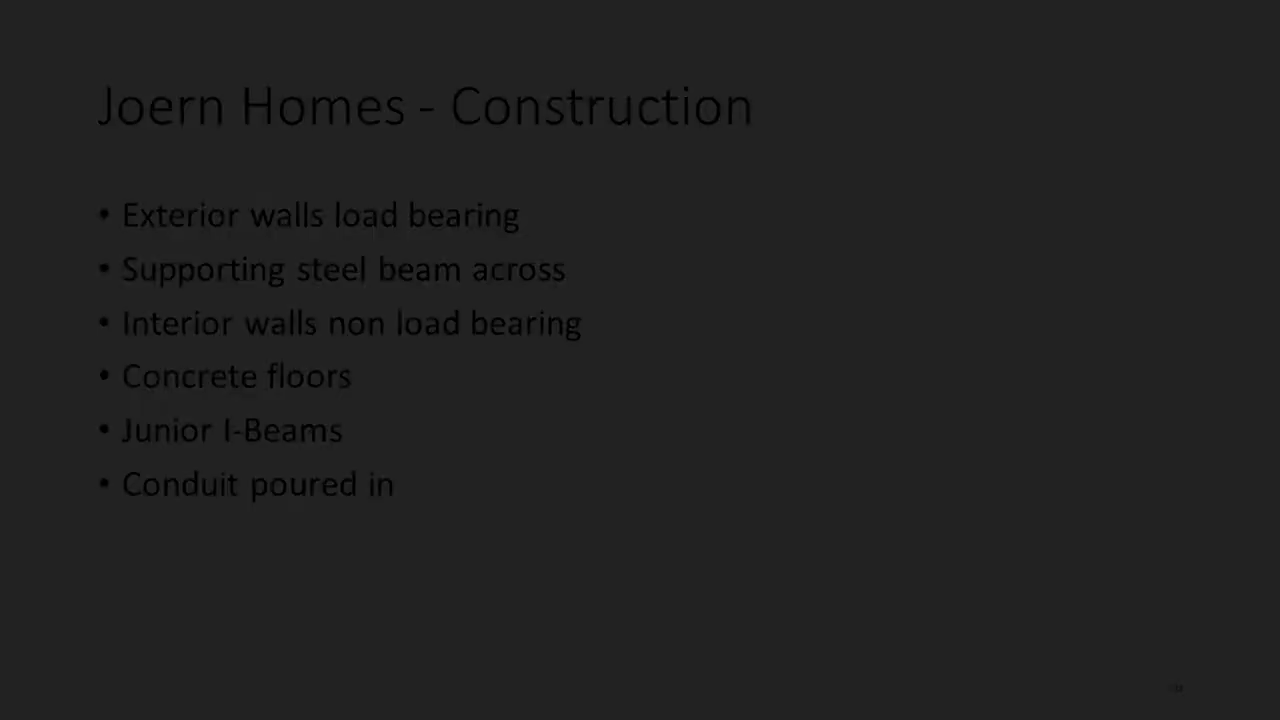 Joern Homes - Construction
• Exterior walls load bearing
• Supporting steel beam across
• Interior walls non load bearing
• Concrete floors
• Junior I-Beams
• Conduit poured in